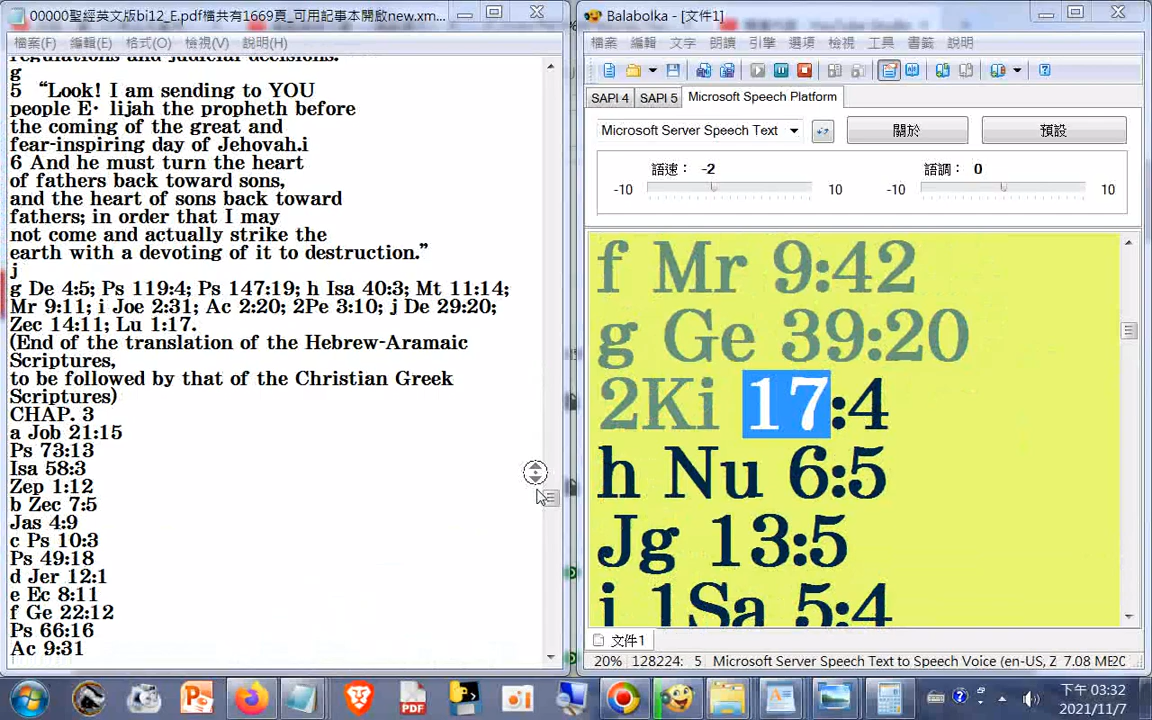 00000聖經英文版bi12_E.pdf檔共有1669頁_可用記事本開啟new.xm...
檔案(F) 編輯(E) 格式(O) 檢視(V) 說明(H)
regulations and judicial decisions.
g
5 “Look! I am sending to YOU
people E· lijah the propheth before
the coming of the great and
fear-inspiring day of Jehovah.i
6 And he must turn the heart
of fathers back toward sons,
and the heart of sons back toward
fathers; in order that I may
not come and actually strike the
earth with a devoting of it to destruction.”
j
g De 4:5; Ps 119:4; Ps 147:19; h Isa 40:3; Mt 11:14;
Mr 9:11; i Joe 2:31; Ac 2:20; 2Pe 3:10; j De 29:20;
Zec 14:11; Lu 1:17.
(End of the translation of the Hebrew-Aramaic
Scriptures,
to be followed by that of the Christian Greek
Scriptures)
CHAP. 3
a Job 21:15
Ps 73:13
Isa 58:3
Zep 1:12
b Zec 7:5
Jas 4:9
c Ps 10:3
Ps 49:18
d Jer 12:1
e Ec 8:11
f Ge 22:12
Ps 66:16
Ac 9:31
Balabolka - [文件1]
檔案 編輯 文字 朗讀 引擎 選項 檢視 工具 書籤 說明
SAPI 4 SAPI 5 Microsoft Speech Platform
Microsoft Server Speech Text 關於 預設
語速: -2 語調: 0
-10 10 -10 10
f Mr 9:42
g Ge 39:20
2Ki 17:4
h Nu 6:5
Jg 13:5
i 1Sa 5:4
文件1
20% 128224: 5 Microsoft Server Speech Text to Speech Voice (en-US, Z 7.08 ME
PDF
下午 03:32
2021/11/7